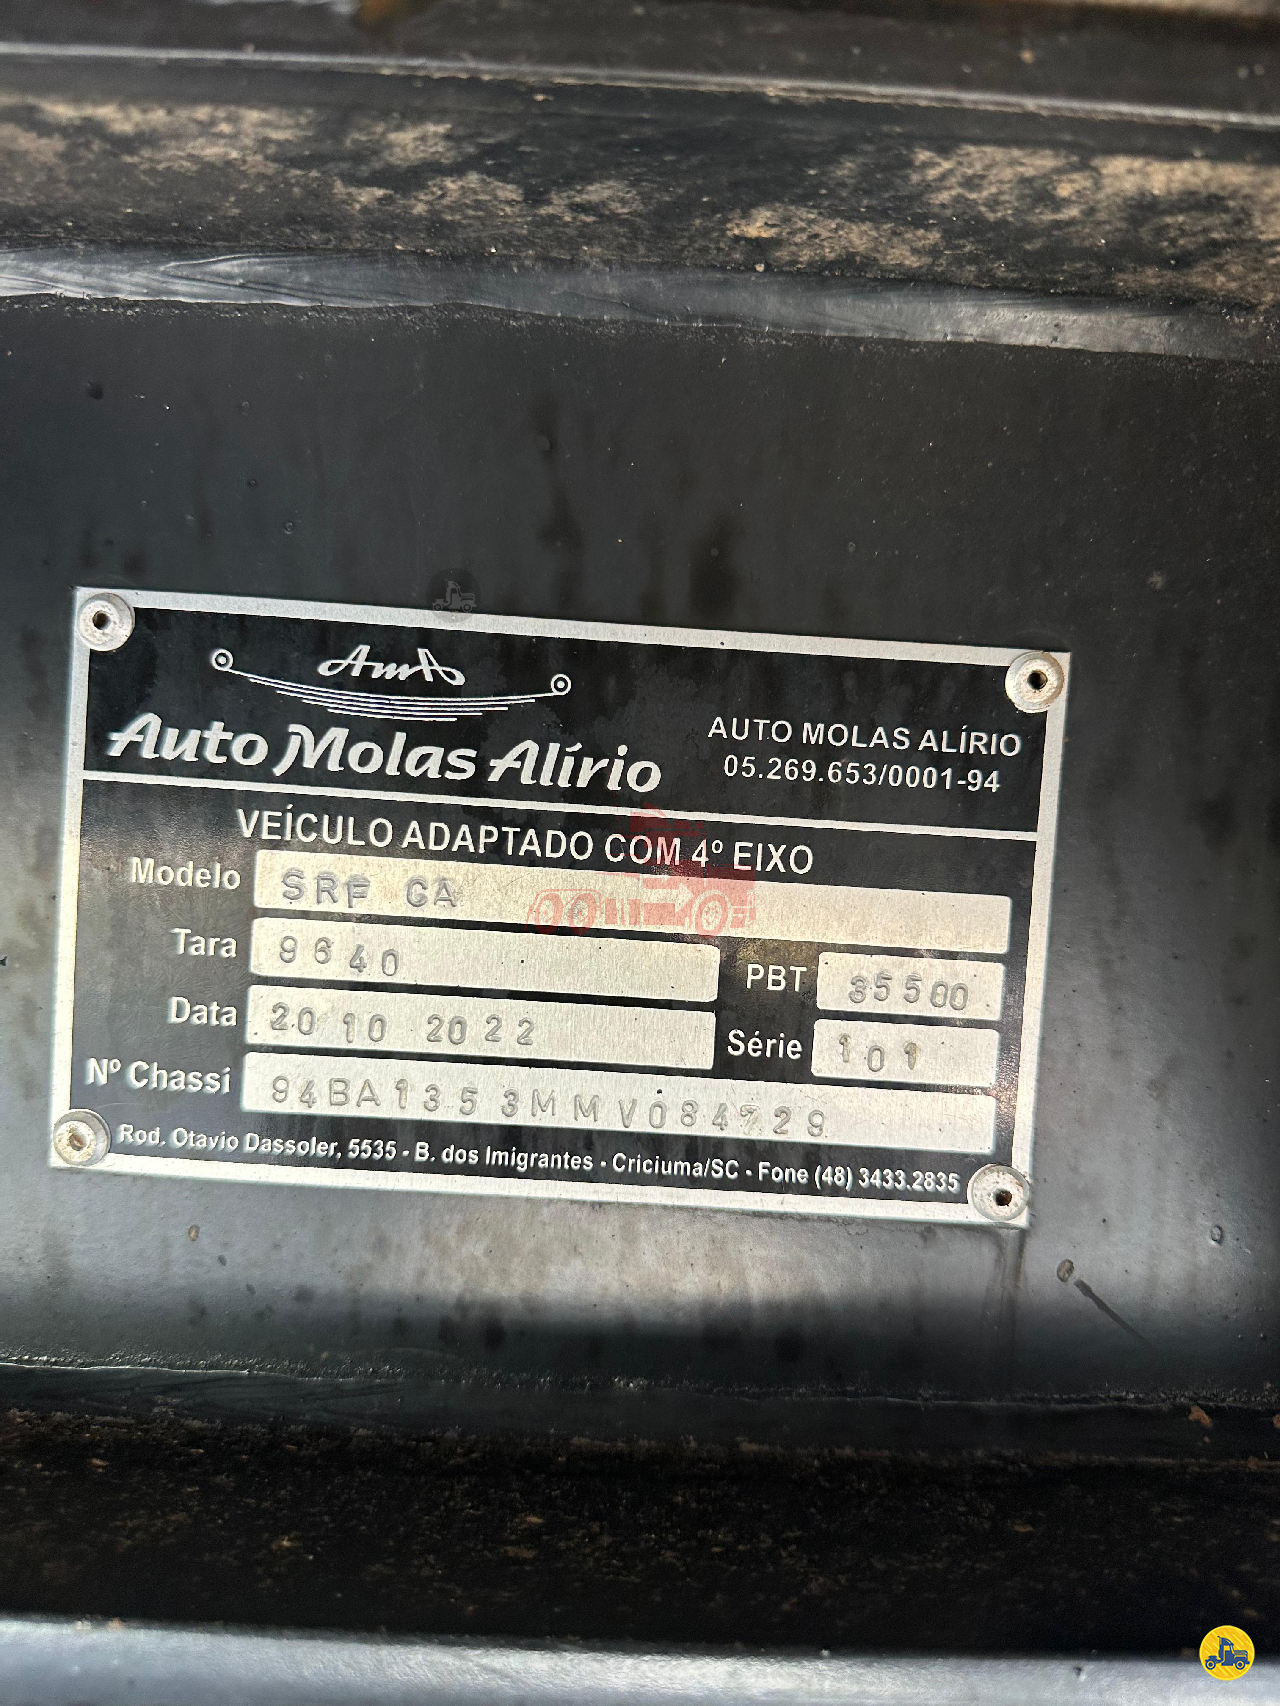 AmA
Auto Molas Alírio
AUTO MOLAS ALÍRIO
05.269.653/0001-94
VEÍCULO ADAPTADO COM 4º EIXO
Modelo SRF CA
Tara 9640 PBT 35500
Data 20 10 2022 Série 101
Nº Chassi 94BA1353MMV084729
Rod. Otavio Dassoler, 5535 - B. dos Imigrantes - Criciuma/SC - Fone (48) 3433.2835